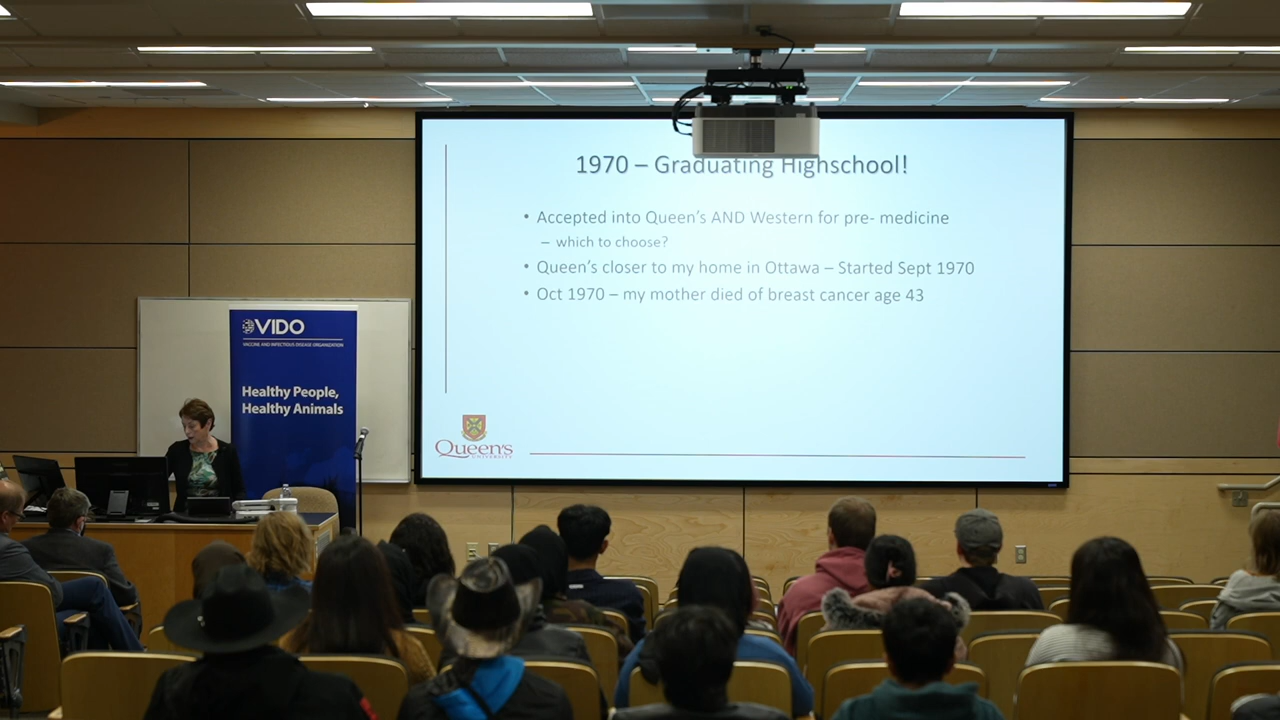 1970 – Graduating Highschool!
• Accepted into Queen's AND Western for pre- medicine
– which to choose?
• Queen's closer to my home in Ottawa – Started Sept 1970
• Oct 1970 – my mother died of breast cancer age 43
Queen's
UNIVERSITY
VIDO
VACCINE AND INFECTIOUS DISEASE ORGANIZATION
Healthy People,
Healthy Animals